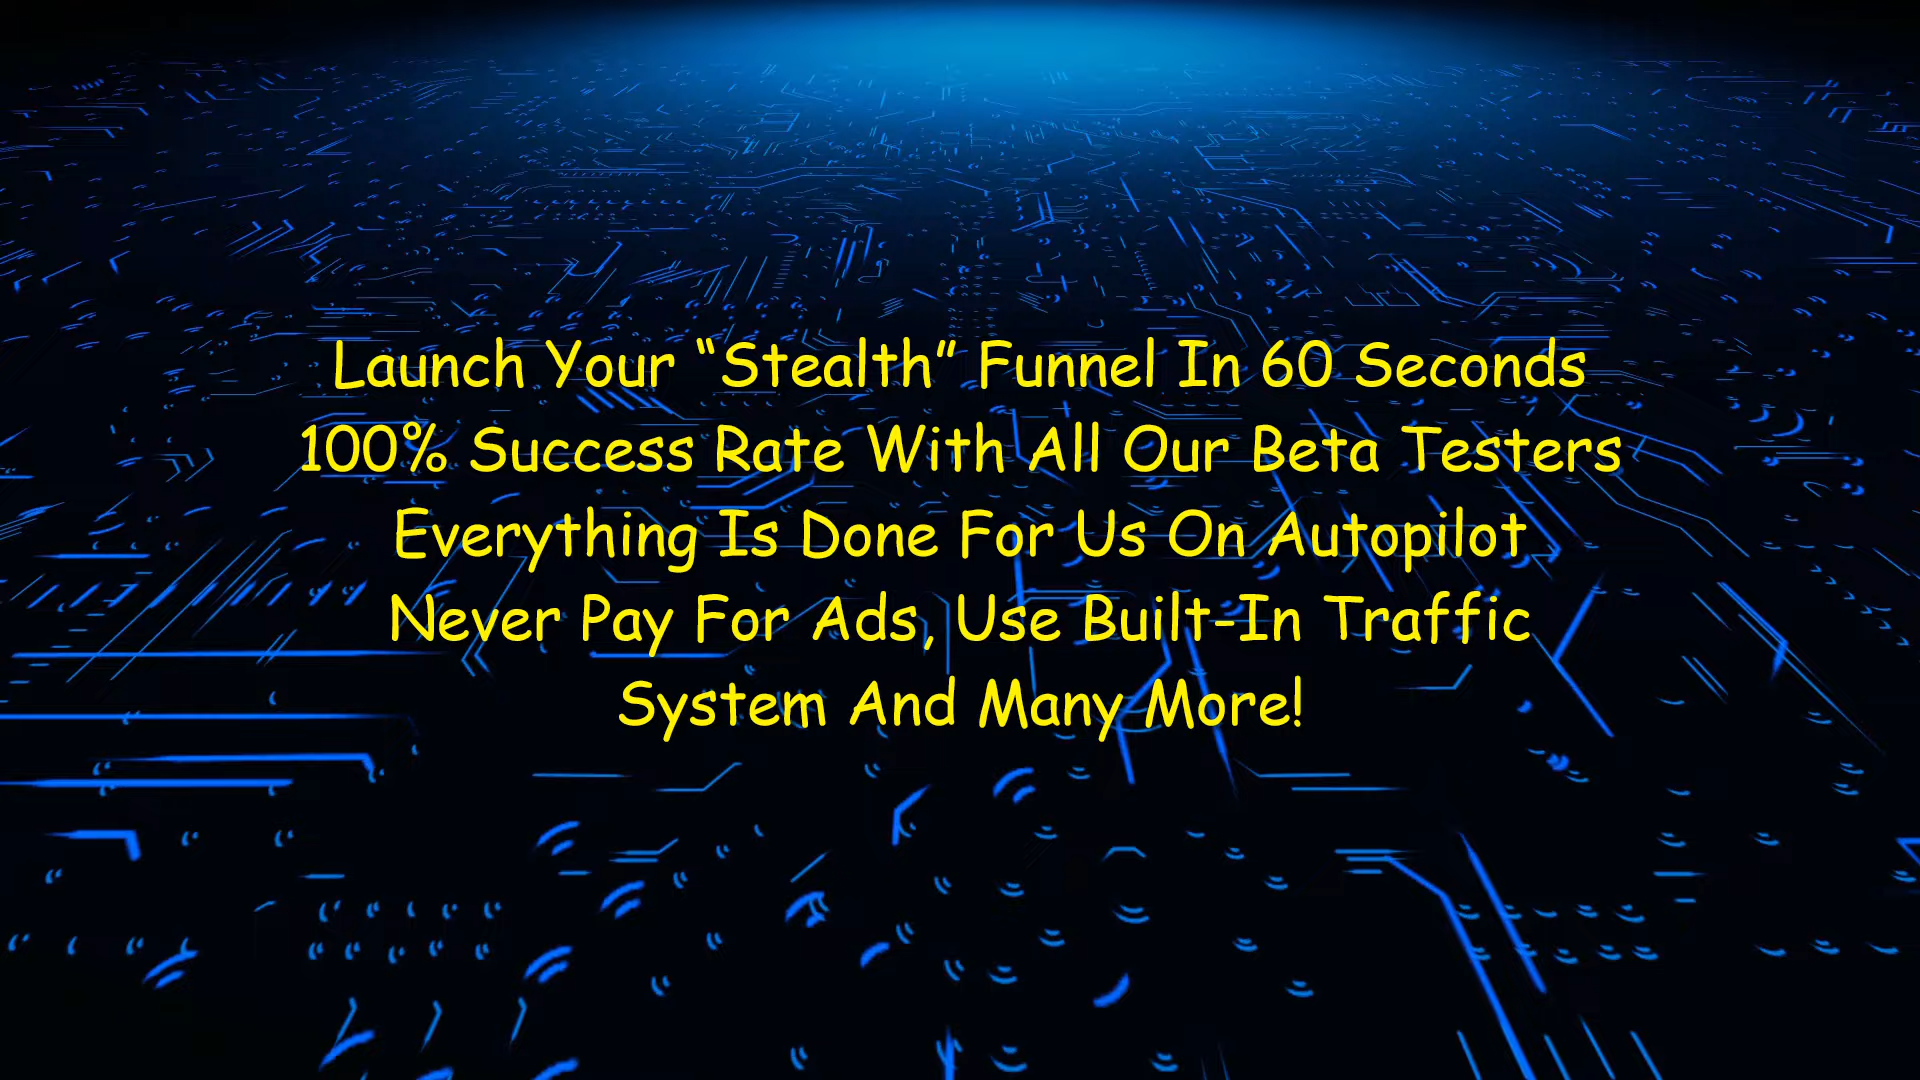 Launch Your “Stealth” Funnel In 60 Seconds
100% Success Rate With All Our Beta Testers
Everything Is Done For Us On Autopilot
Never Pay For Ads, Use Built-In Traffic
System And Many More!